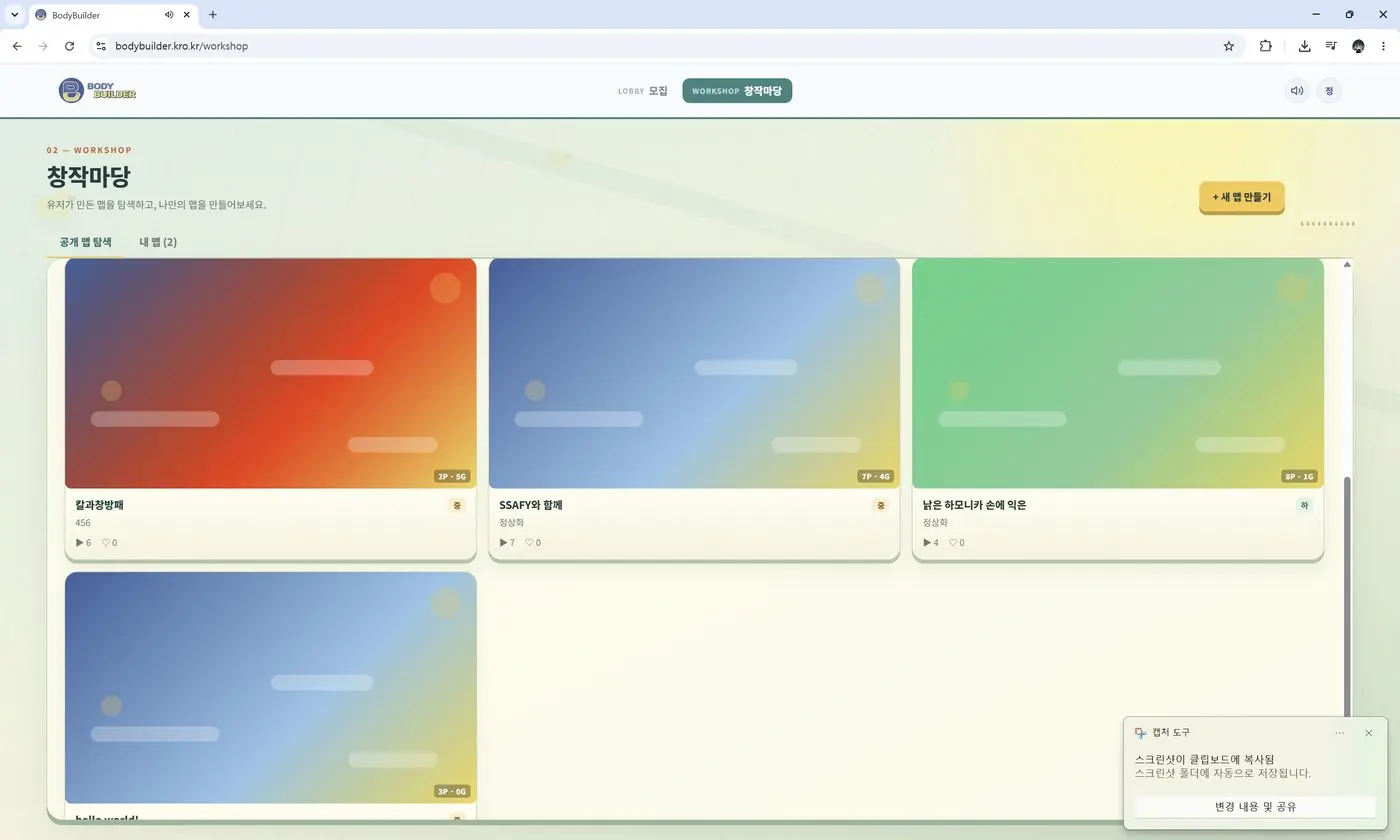 BodyBuilder
bodybuilder.kro.kr/workshop
BODY
BUILDER
LOBBY 모집
WORKSHOP 창작마당
정
02 — WORKSHOP
창작마당
유저가 만든 맵을 탐색하고, 나만의 맵을 만들어보세요.
+ 새 맵 만들기
공개 맵 탐색
내 맵 (2)
2P · 5G
7P · 4G
8P · 1G
칼과창방패
중
456
▶ 6 ♡ 0
SSAFY와 함께
중
정상화
▶ 7 ♡ 0
낡은 하모니카 손에 익은
하
정상화
▶ 4 ♡ 0
3P · 0G
hello world!
중
캡처 도구
스크린샷이 클립보드에 복사됨
스크린샷 폴더에 자동으로 저장됩니다.
변경 내용 및 공유